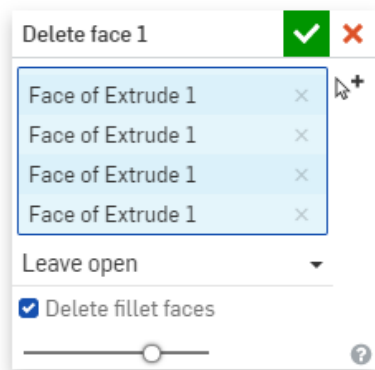 Delete face 1
Face of Extrude 1
Face of Extrude 1
Face of Extrude 1
Face of Extrude 1
Leave open
Delete fillet faces